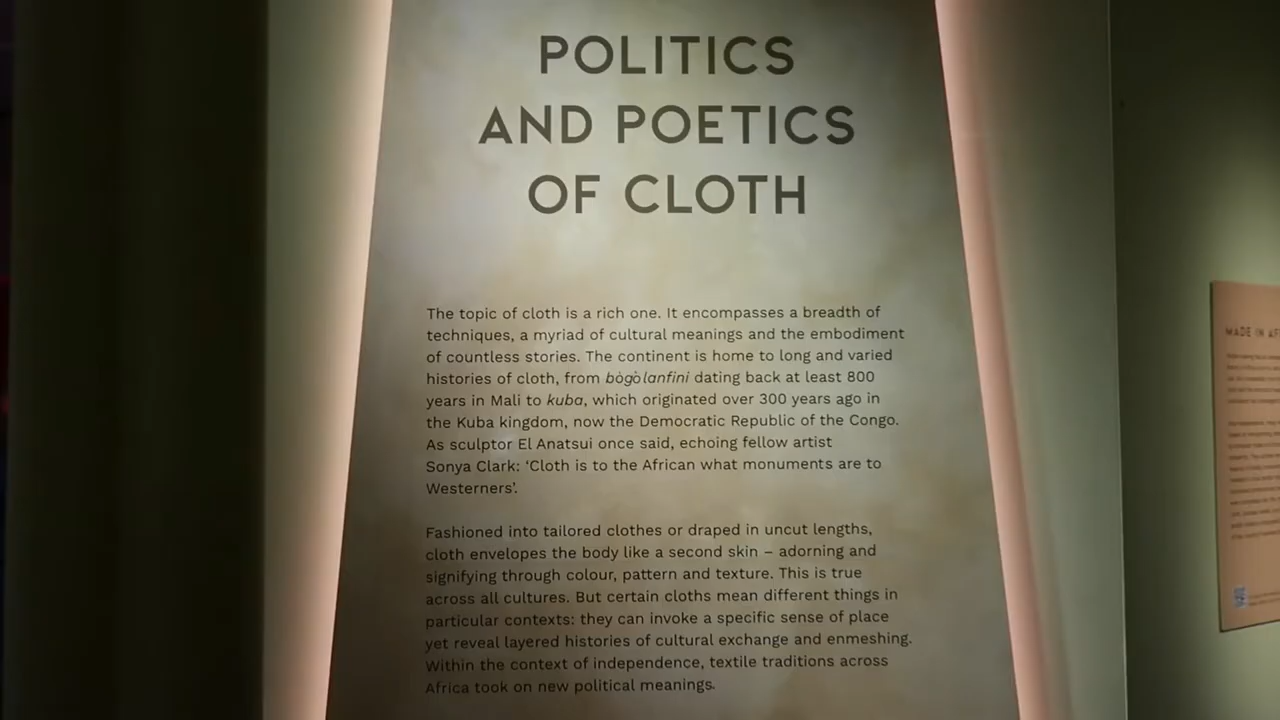 POLITICS
AND POETICS
OF CLOTH
The topic of cloth is a rich one. It encompasses a breadth of
techniques, a myriad of cultural meanings and the embodiment
of countless stories. The continent is home to long and varied
histories of cloth, from bògòlanfini dating back at least 800
years in Mali to kuba, which originated over 300 years ago in
the Kuba kingdom, now the Democratic Republic of the Congo.
As sculptor El Anatsui once said, echoing fellow artist
Sonya Clark: ‘Cloth is to the African what monuments are to
Westerners’.
Fashioned into tailored clothes or draped in uncut lengths,
cloth envelopes the body like a second skin – adorning and
signifying through colour, pattern and texture. This is true
across all cultures. But certain cloths mean different things in
particular contexts: they can invoke a specific sense of place
yet reveal layered histories of cultural exchange and enmeshing.
Within the context of independence, textile traditions across
Africa took on new political meanings.
MADE IN